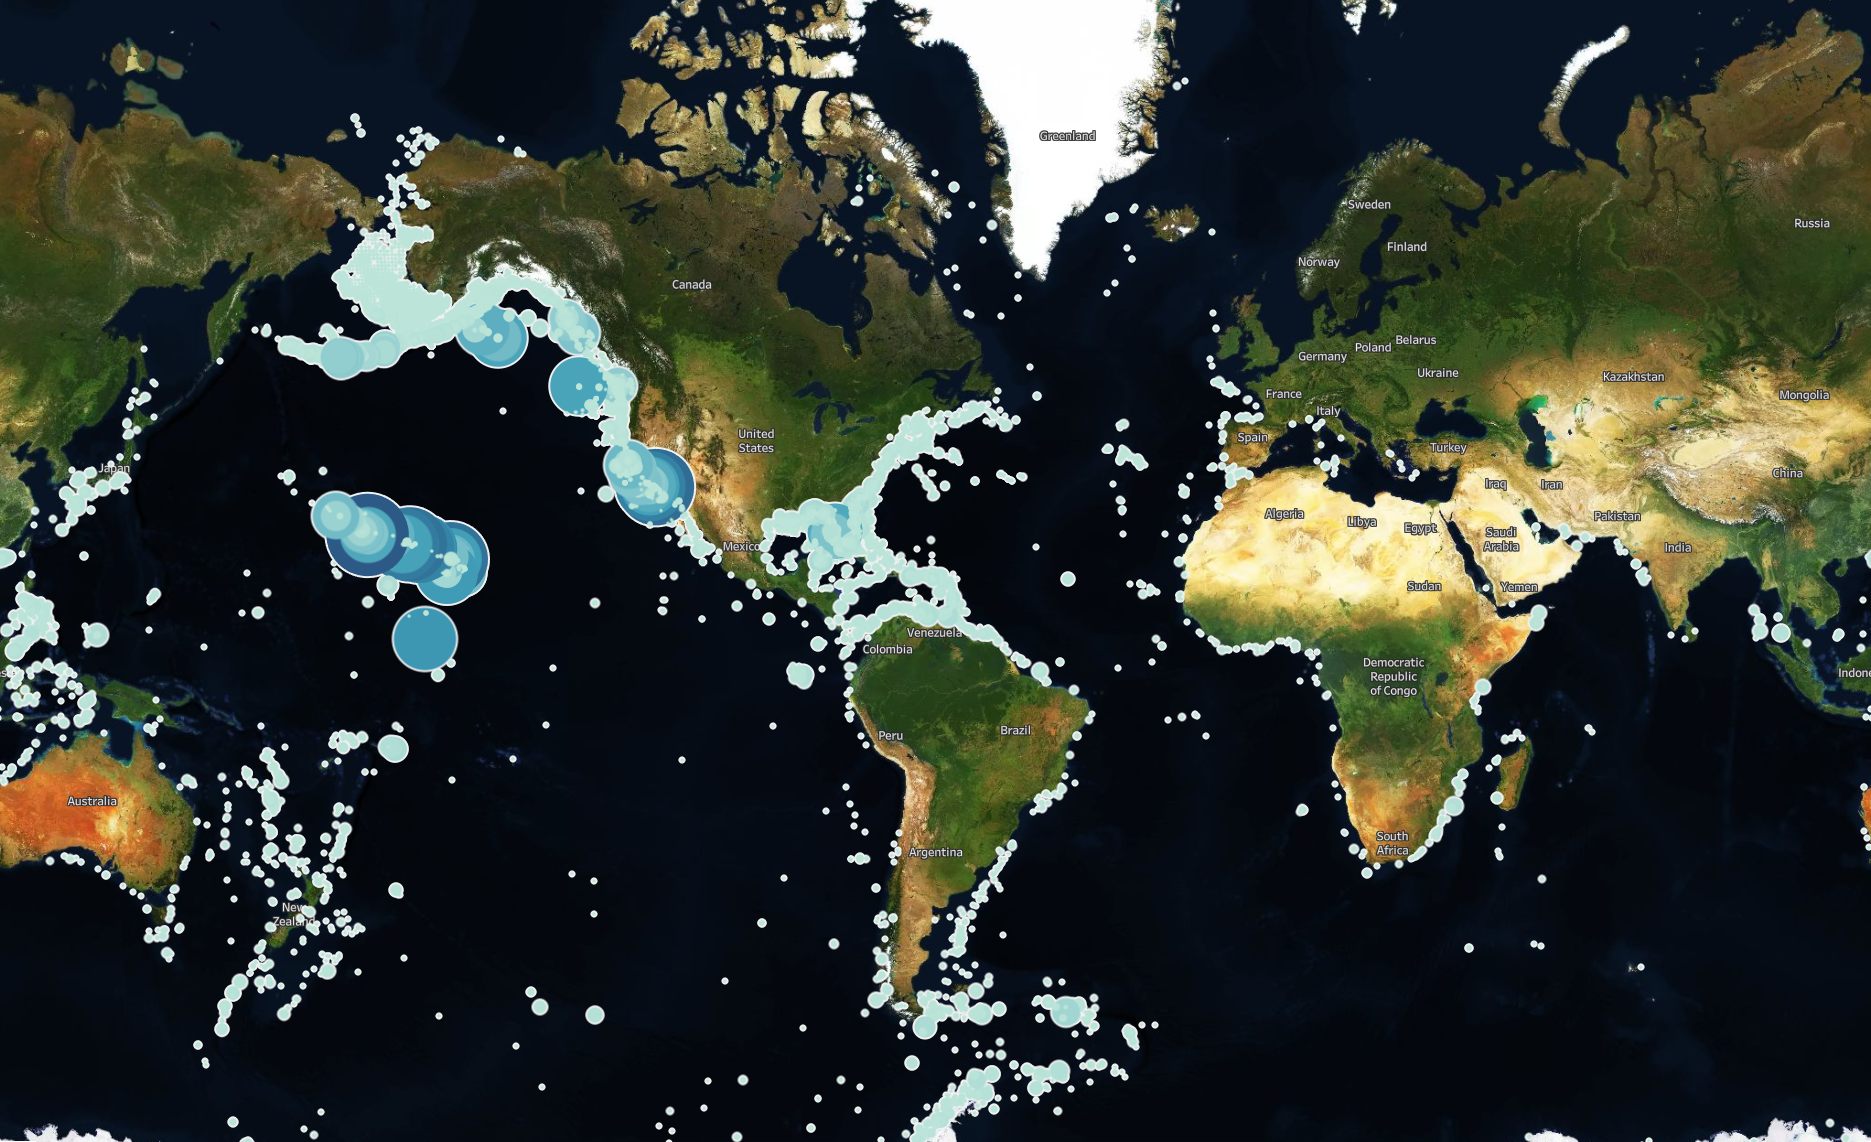 Greenland
Sweden
Russia
Finland
Norway
Canada
Belarus
Poland
Germany
Ukraine
Kazakhstan
France
Mongolia
Italy
United
States
Spain
Turkey
Japan
China
Iraq
Iran
Algeria
Libya
Egypt
Pakistan
Saudi
Arabia
Mexico
India
Sudan
Yemen
Venezuela
Colombia
Democratic
Republic
of Congo
Indone
Peru
Brazil
Australia
South
Africa
Argentina
New
Zealand